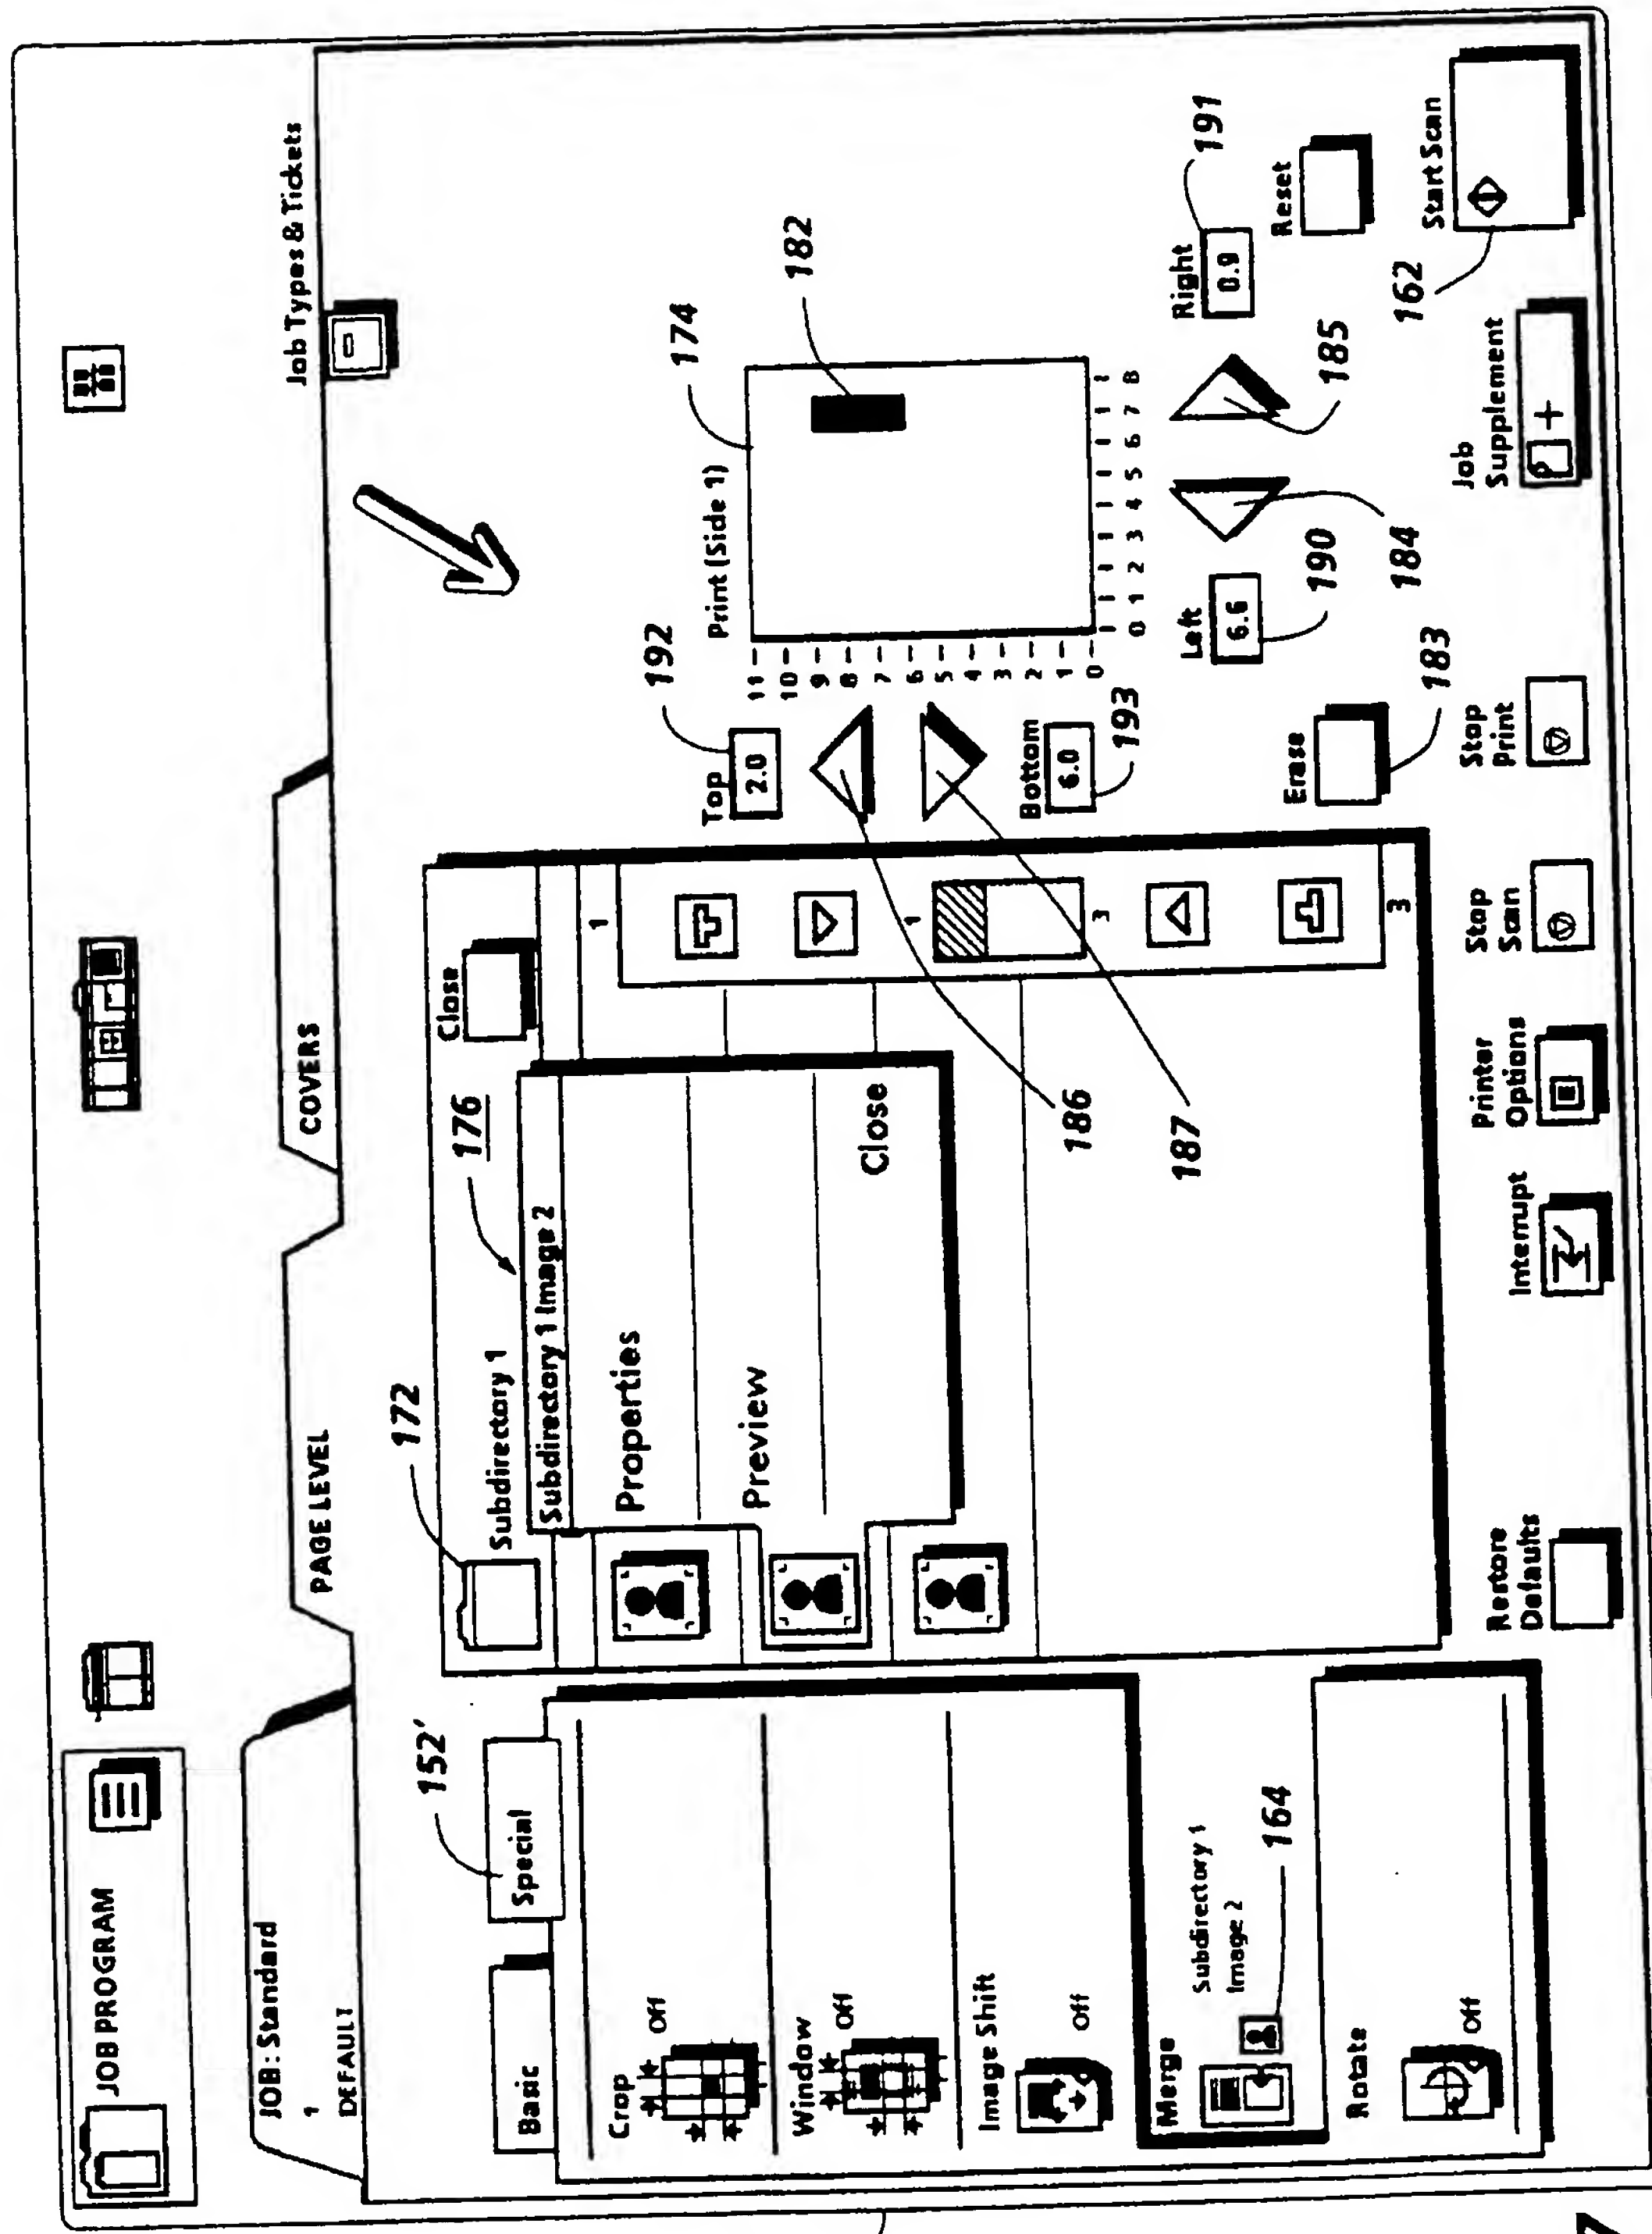 JOB PROGRAM
JOB: Standard
1
DEFAULT
PAGE LEVEL
COVERS
Job Types & Tickets
Basic
Special
152'
Crop
Off
Window
Off
Image Shift
Off
Merge
Subdirectory 1
Image 2
164
Rotate
Off
172
Subdirectory 1
176
Close
Subdirectory 1 Image 2
Properties
Preview
Close
1
1
3
3
186
187
Top
2.0
192
Bottom
6.0
193
Print (Side 1)
174
182
11
10
9
8
7
6
5
4
3
2
1
0
0 1 2 3 4 5 6 7 8
Left
6.6
190
184
185
Right
0.9
191
Erase
183
Reset
Restore
Defaults
Interrupt
Printer
Options
Stop
Scan
Stop
Print
Job
Supplement
162
Start Scan
7